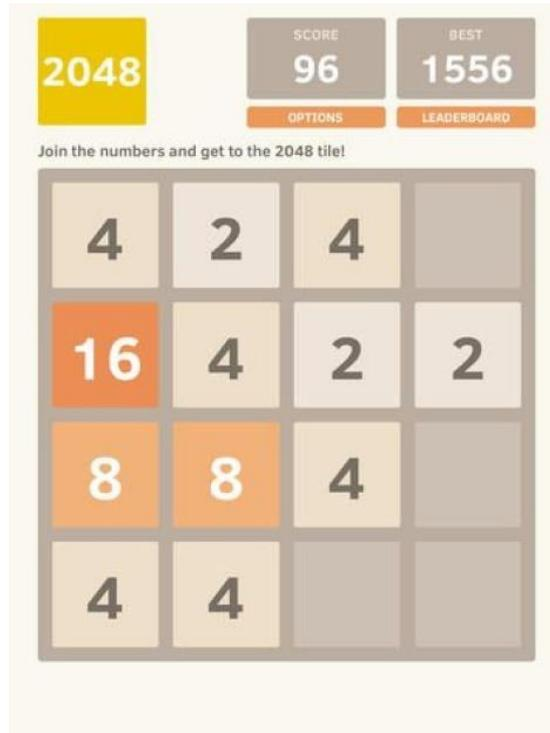 2048
SCORE
96
BEST
1556
OPTIONS
LEADERBOARD
Join the numbers and get to the 2048 tile!
4 2 4
16 4 2 2
8 8 4
4 4